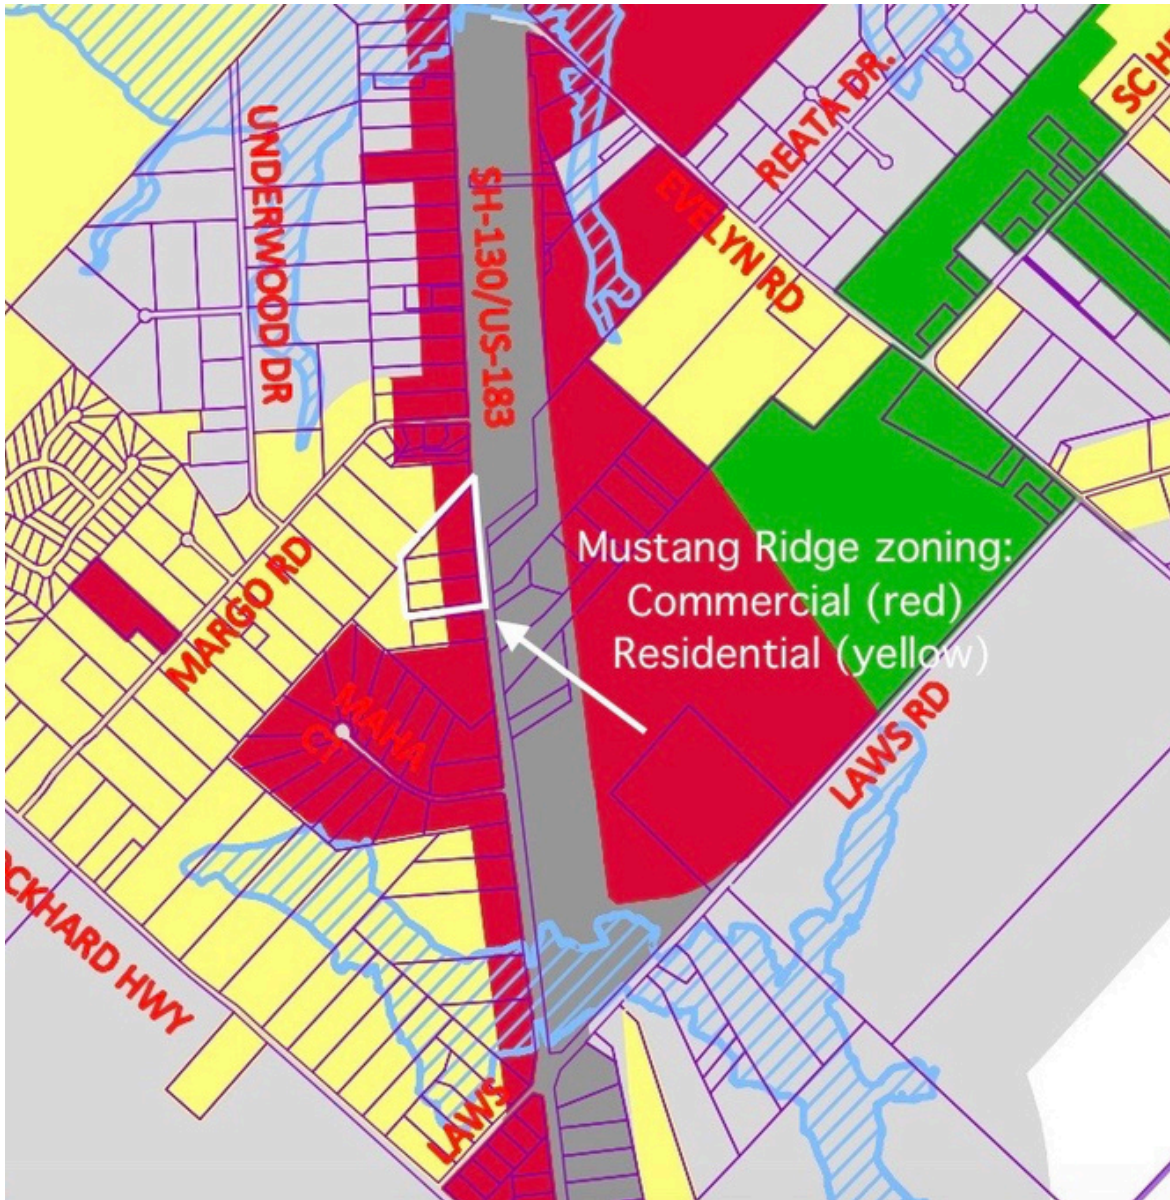 SC H
REATA DR.
UNDERWOOD DR
SH-130/US-183
EVELYN RD
Mustang Ridge zoning:
Commercial (red)
Residential (yellow)
MARGO RD
MAHA
CT
LAWS RD
OCKHARD HWY
LAWS